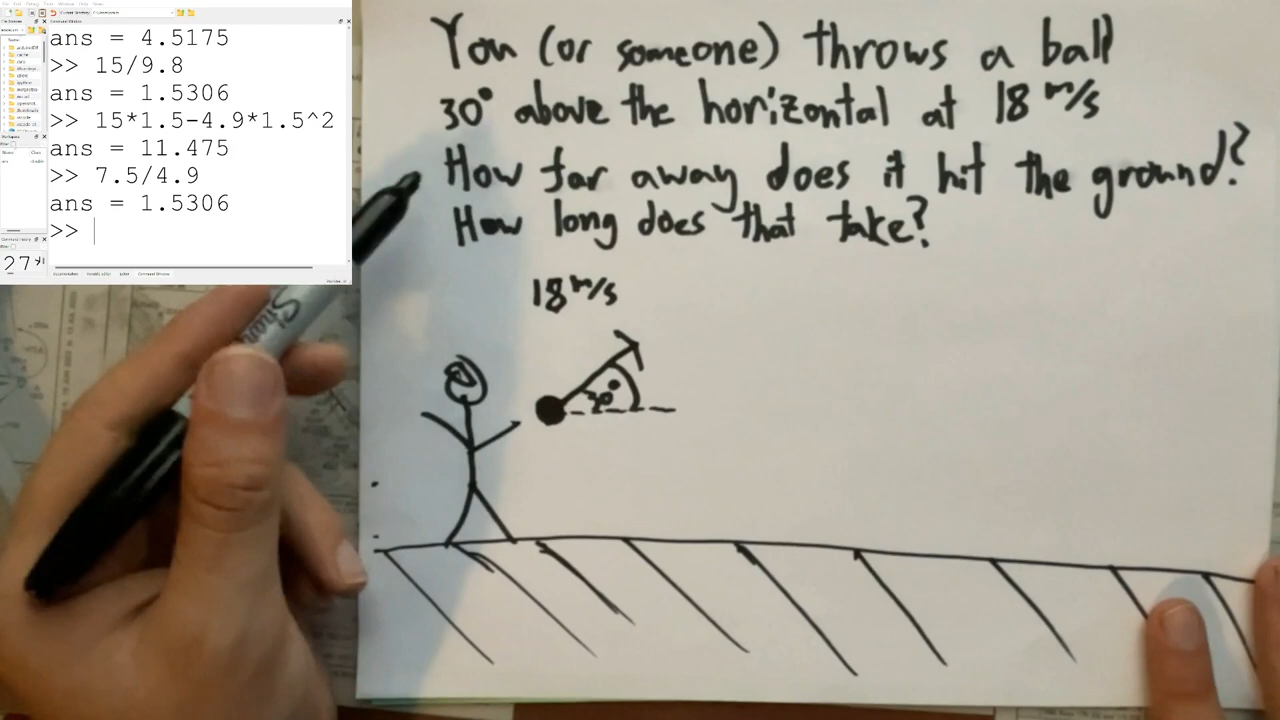 ans = 4.5175
>> 15/9.8
ans = 1.5306
>> 15*1.5-4.9*1.5^2
ans = 11.475
>> 7.5/4.9
ans = 1.5306
>>
27°
You (or someone) throws a ball
30° above the horizontal at 18 m/s
How far away does it hit the ground?
How long does that take?
18 m/s
30°
Sharpie